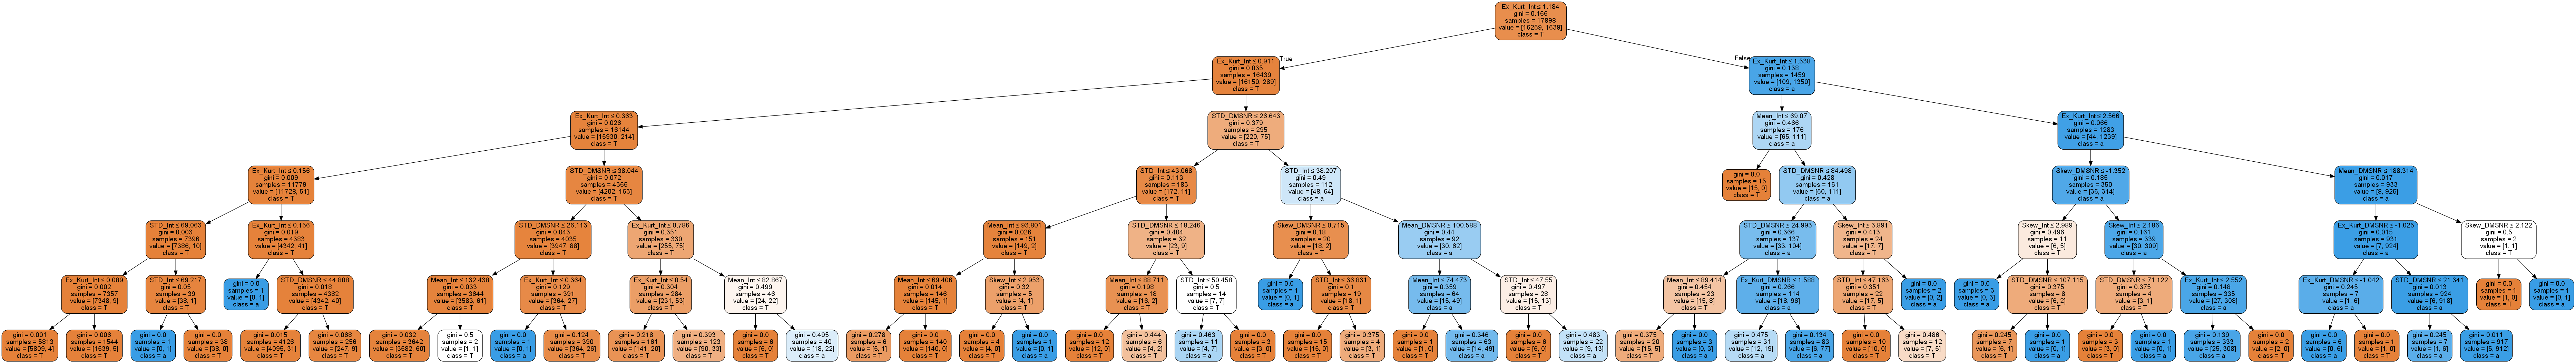 Ex_Kurt_Int ≤ 1.184
gini = 0.166
samples = 17898
value = [16259, 1639]
class = T
True
False
Ex_Kurt_Int ≤ 0.911
gini = 0.035
samples = 16439
value = [16150, 289]
class = T
Ex_Kurt_Int ≤ 1.538
gini = 0.138
samples = 1459
value = [109, 1350]
class = a
Ex_Kurt_Int ≤ 0.363
gini = 0.026
samples = 16144
value = [15930, 214]
class = T
STD_DMSNR ≤ 26.643
gini = 0.379
samples = 295
value = [220, 75]
class = T
Mean_Int ≤ 69.07
gini = 0.466
samples = 176
value = [65, 111]
class = a
Ex_Kurt_Int ≤ 2.566
gini = 0.066
samples = 1283
value = [44, 1239]
class = a
Ex_Kurt_Int ≤ 0.156
gini = 0.009
samples = 11779
value = [11728, 51]
class = T
STD_DMSNR ≤ 38.044
gini = 0.072
samples = 4365
value = [4202, 163]
class = T
STD_Int ≤ 43.068
gini = 0.113
samples = 183
value = [172, 11]
class = T
STD_Int ≤ 38.207
gini = 0.49
samples = 112
value = [48, 64]
class = a
gini = 0.0
samples = 15
value = [15, 0]
class = T
STD_DMSNR ≤ 84.498
gini = 0.428
samples = 161
value = [50, 111]
class = a
Skew_DMSNR ≤ -1.352
gini = 0.185
samples = 350
value = [36, 314]
class = a
Mean_DMSNR ≤ 188.314
gini = 0.017
samples = 933
value = [8, 925]
class = a
STD_Int ≤ 69.063
gini = 0.003
samples = 7396
value = [7386, 10]
class = T
Ex_Kurt_Int ≤ 0.156
gini = 0.019
samples = 4383
value = [4342, 41]
class = T
STD_DMSNR ≤ 26.113
gini = 0.043
samples = 4035
value = [3947, 88]
class = T
Ex_Kurt_Int ≤ 0.786
gini = 0.351
samples = 330
value = [255, 75]
class = T
Mean_Int ≤ 93.801
gini = 0.026
samples = 151
value = [149, 2]
class = T
STD_DMSNR ≤ 18.246
gini = 0.404
samples = 32
value = [23, 9]
class = T
Skew_DMSNR ≤ 0.715
gini = 0.18
samples = 20
value = [18, 2]
class = T
Mean_DMSNR ≤ 100.588
gini = 0.44
samples = 92
value = [30, 62]
class = a
STD_DMSNR ≤ 24.993
gini = 0.366
samples = 137
value = [33, 104]
class = a
Skew_Int ≤ 3.891
gini = 0.413
samples = 24
value = [17, 7]
class = T
Skew_Int ≤ 2.989
gini = 0.496
samples = 11
value = [6, 5]
class = T
Skew_Int ≤ 2.186
gini = 0.161
samples = 339
value = [30, 309]
class = a
Ex_Kurt_DMSNR ≤ -1.025
gini = 0.015
samples = 931
value = [7, 924]
class = a
Skew_DMSNR ≤ 2.122
gini = 0.5
samples = 2
value = [1, 1]
class = T
Ex_Kurt_Int ≤ 0.089
gini = 0.002
samples = 7357
value = [7348, 9]
class = T
STD_Int ≤ 69.217
gini = 0.05
samples = 39
value = [38, 1]
class = T
gini = 0.0
samples = 1
value = [0, 1]
class = a
STD_DMSNR ≤ 44.808
gini = 0.018
samples = 4382
value = [4342, 40]
class = T
Mean_Int ≤ 132.438
gini = 0.033
samples = 3644
value = [3583, 61]
class = T
Ex_Kurt_Int ≤ 0.364
gini = 0.129
samples = 391
value = [364, 27]
class = T
Ex_Kurt_Int ≤ 0.54
gini = 0.304
samples = 284
value = [231, 53]
class = T
Mean_Int ≤ 82.867
gini = 0.499
samples = 46
value = [24, 22]
class = T
Mean_Int ≤ 69.406
gini = 0.014
samples = 146
value = [145, 1]
class = T
Skew_Int ≤ 2.953
gini = 0.32
samples = 5
value = [4, 1]
class = T
Mean_Int ≤ 88.711
gini = 0.198
samples = 18
value = [16, 2]
class = T
STD_Int ≤ 50.458
gini = 0.5
samples = 14
value = [7, 7]
class = T
gini = 0.0
samples = 1
value = [0, 1]
class = a
STD_Int ≤ 36.831
gini = 0.1
samples = 19
value = [18, 1]
class = T
Mean_Int ≤ 74.473
gini = 0.359
samples = 64
value = [15, 49]
class = a
STD_Int ≤ 47.55
gini = 0.497
samples = 28
value = [15, 13]
class = T
Mean_Int ≤ 89.414
gini = 0.454
samples = 23
value = [15, 8]
class = T
Ex_Kurt_DMSNR ≤ 1.588
gini = 0.266
samples = 114
value = [18, 96]
class = a
STD_Int ≤ 47.163
gini = 0.351
samples = 22
value = [17, 5]
class = T
gini = 0.0
samples = 2
value = [0, 2]
class = a
gini = 0.0
samples = 3
value = [0, 3]
class = a
STD_DMSNR ≤ 107.115
gini = 0.375
samples = 8
value = [6, 2]
class = T
STD_DMSNR ≤ 71.122
gini = 0.375
samples = 4
value = [3, 1]
class = T
Ex_Kurt_Int ≤ 2.552
gini = 0.148
samples = 335
value = [27, 308]
class = a
Ex_Kurt_DMSNR ≤ -1.042
gini = 0.245
samples = 7
value = [1, 6]
class = a
STD_DMSNR ≤ 21.341
gini = 0.013
samples = 924
value = [6, 918]
class = a
gini = 0.0
samples = 1
value = [1, 0]
class = T
gini = 0.0
samples = 1
value = [0, 1]
class = a
gini = 0.001
samples = 5813
value = [5809, 4]
class = T
gini = 0.006
samples = 1544
value = [1539, 5]
class = T
gini = 0.0
samples = 1
value = [0, 1]
class = a
gini = 0.0
samples = 38
value = [38, 0]
class = T
gini = 0.015
samples = 4126
value = [4095, 31]
class = T
gini = 0.068
samples = 256
value = [247, 9]
class = T
gini = 0.032
samples = 3642
value = [3582, 60]
class = T
gini = 0.5
samples = 2
value = [1, 1]
class = T
gini = 0.0
samples = 1
value = [0, 1]
class = a
gini = 0.124
samples = 390
value = [364, 26]
class = T
gini = 0.218
samples = 161
value = [141, 20]
class = T
gini = 0.393
samples = 123
value = [90, 33]
class = T
gini = 0.0
samples = 6
value = [6, 0]
class = T
gini = 0.495
samples = 40
value = [18, 22]
class = a
gini = 0.278
samples = 6
value = [5, 1]
class = T
gini = 0.0
samples = 140
value = [140, 0]
class = T
gini = 0.0
samples = 4
value = [4, 0]
class = T
gini = 0.0
samples = 1
value = [0, 1]
class = a
gini = 0.0
samples = 12
value = [12, 0]
class = T
gini = 0.444
samples = 6
value = [4, 2]
class = T
gini = 0.463
samples = 11
value = [4, 7]
class = a
gini = 0.0
samples = 3
value = [3, 0]
class = T
gini = 0.0
samples = 15
value = [15, 0]
class = T
gini = 0.375
samples = 4
value = [3, 1]
class = T
gini = 0.0
samples = 1
value = [1, 0]
class = T
gini = 0.346
samples = 63
value = [14, 49]
class = a
gini = 0.0
samples = 6
value = [6, 0]
class = T
gini = 0.483
samples = 22
value = [9, 13]
class = a
gini = 0.375
samples = 20
value = [15, 5]
class = T
gini = 0.0
samples = 3
value = [0, 3]
class = a
gini = 0.475
samples = 31
value = [12, 19]
class = a
gini = 0.134
samples = 83
value = [6, 77]
class = a
gini = 0.0
samples = 10
value = [10, 0]
class = T
gini = 0.486
samples = 12
value = [7, 5]
class = T
gini = 0.245
samples = 7
value = [6, 1]
class = T
gini = 0.0
samples = 1
value = [0, 1]
class = a
gini = 0.0
samples = 3
value = [3, 0]
class = T
gini = 0.0
samples = 1
value = [0, 1]
class = a
gini = 0.139
samples = 333
value = [25, 308]
class = a
gini = 0.0
samples = 2
value = [2, 0]
class = T
gini = 0.0
samples = 6
value = [0, 6]
class = a
gini = 0.0
samples = 1
value = [1, 0]
class = T
gini = 0.245
samples = 7
value = [1, 6]
class = a
gini = 0.011
samples = 917
value = [5, 912]
class = a